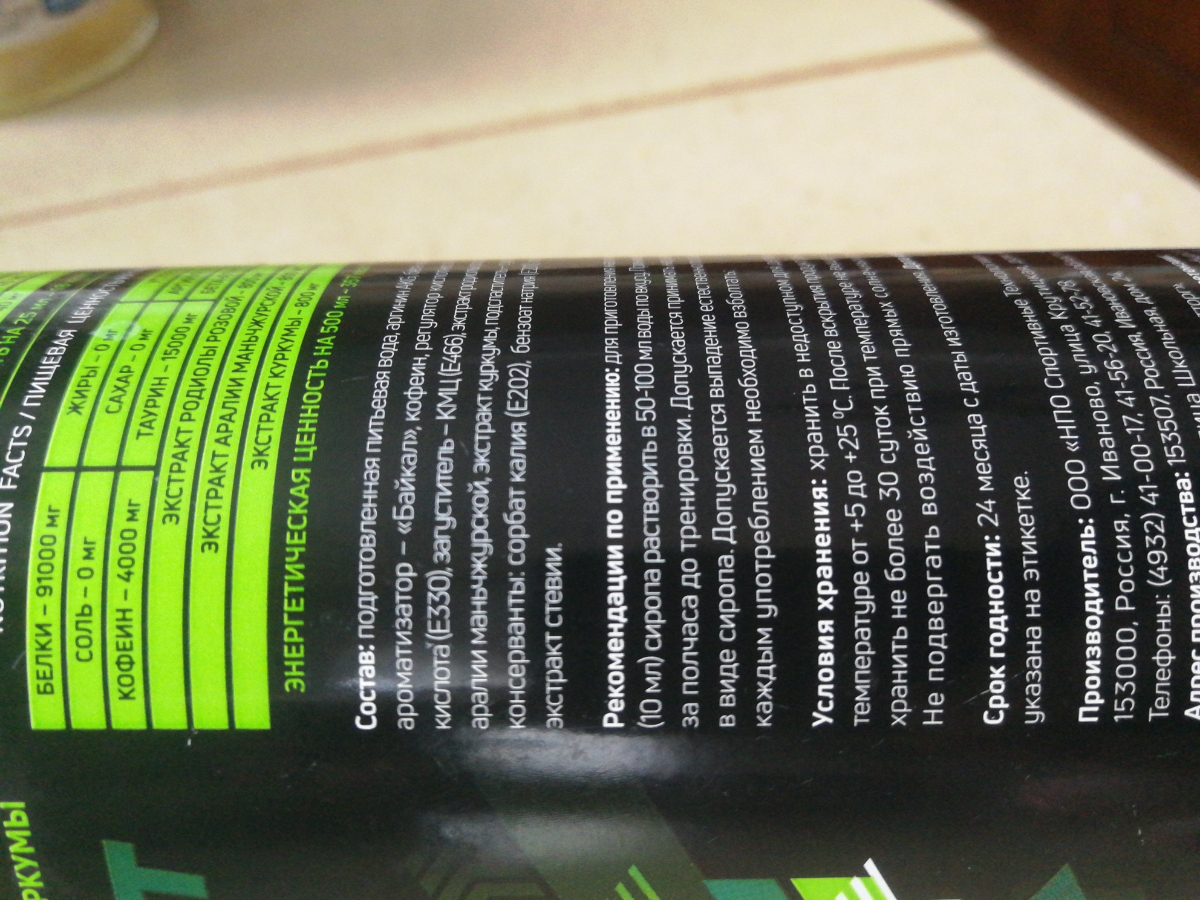 РКУМЫ
NUTRITION FACTS / ПИЩЕВАЯ
БЕЛКИ – 91000 мг ЖИРЫ – 0 мг
СОЛЬ – 0 мг САХАР – 0 мг
КОФЕИН – 4000 мг ТАУРИН – 15000 мг
ЭКСТРАКТ РОДИОЛЫ РОЗОВОЙ –
ЭКСТРАКТ АРАЛИИ МАНЬЧЖУРСКОЙ –
ЭКСТРАКТ КУРКУМЫ – 800 мг
ЭНЕРГЕТИЧЕСКАЯ ЦЕННОСТЬ НА 500 мл –
Состав: подготовленная питьевая вода,
ароматизатор – «Байкал», кофеин, регулятор
кислота (Е330), загуститель – КМЦ (Е466),
аралии маньчжурской, экстракт куркумы,
консерванты: сорбат калия (Е202), бензоат натрия
экстракт стевии.
Рекомендации по применению: для приготовления
(10 мл) сиропа растворить в 50-100 мл воды по вкусу.
за полчаса до тренировки. Допускается
в виде сиропа. Допускается выпадение
каждым употреблением необходимо взболтать
Условия хранения: хранить в недоступном
температуре от +5 до +25 °С. После вскрытия
хранить не более 30 суток при температуре
Не подвергать воздействию прямых
Срок годности: 24 месяца с даты изготовления.
указана на этикетке.
Производитель: ООО «НПО Спортивные
153000, Россия, г. Иваново, улица
Телефоны: (4932) 41-00-17, 41-56-20, 41-52-78
Адрес производства: 153507, Россия, Ивановская